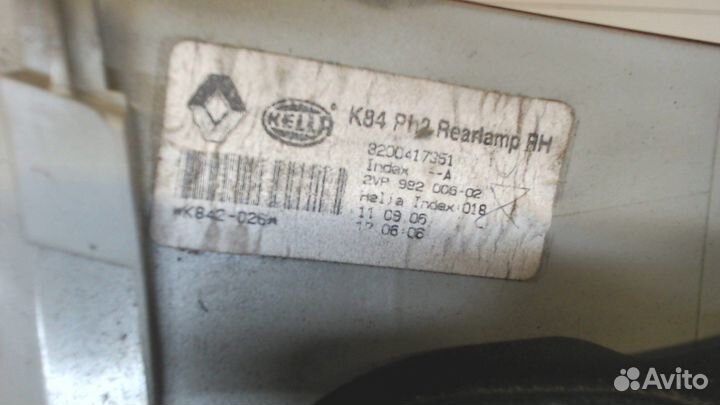 HELLA
K84 Ph2 Rearlamp RH
8200417351
Index --A
2VP 982 006-02
Hella Index:018
11.09.06
17:06:06
*K842-026*
Avito